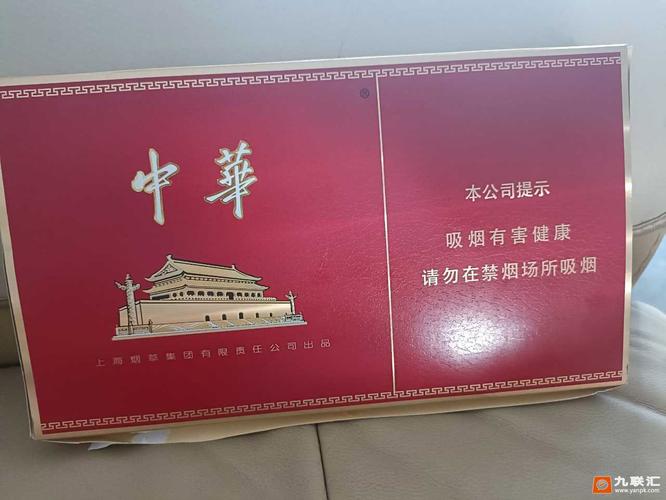 中華
®
上海烟草集团有限责任公司出品
本公司提示
吸烟有害健康
请勿在禁烟场所吸烟
九联汇
www.yanpk.com